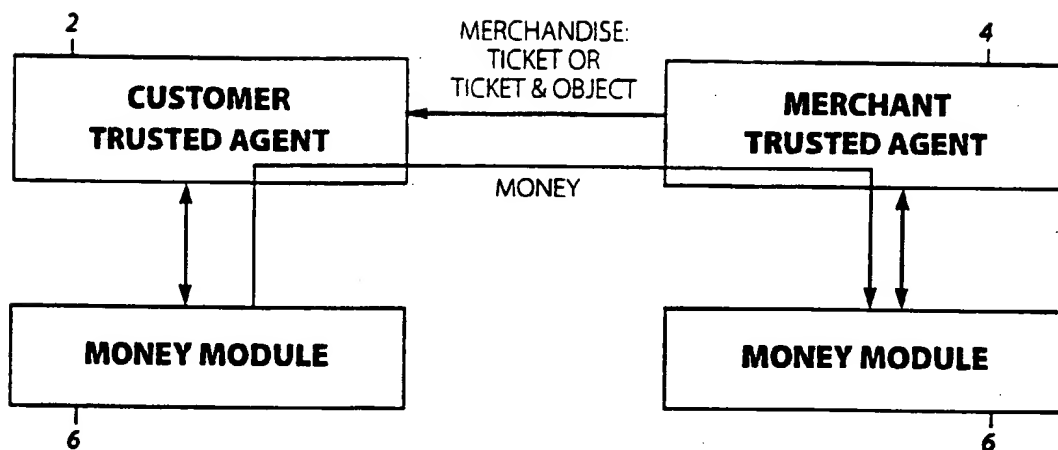 2
MERCHANDISE:
TICKET OR
TICKET & OBJECT
4
CUSTOMER
TRUSTED AGENT
MERCHANT
TRUSTED AGENT
MONEY
MONEY MODULE
MONEY MODULE
6
6